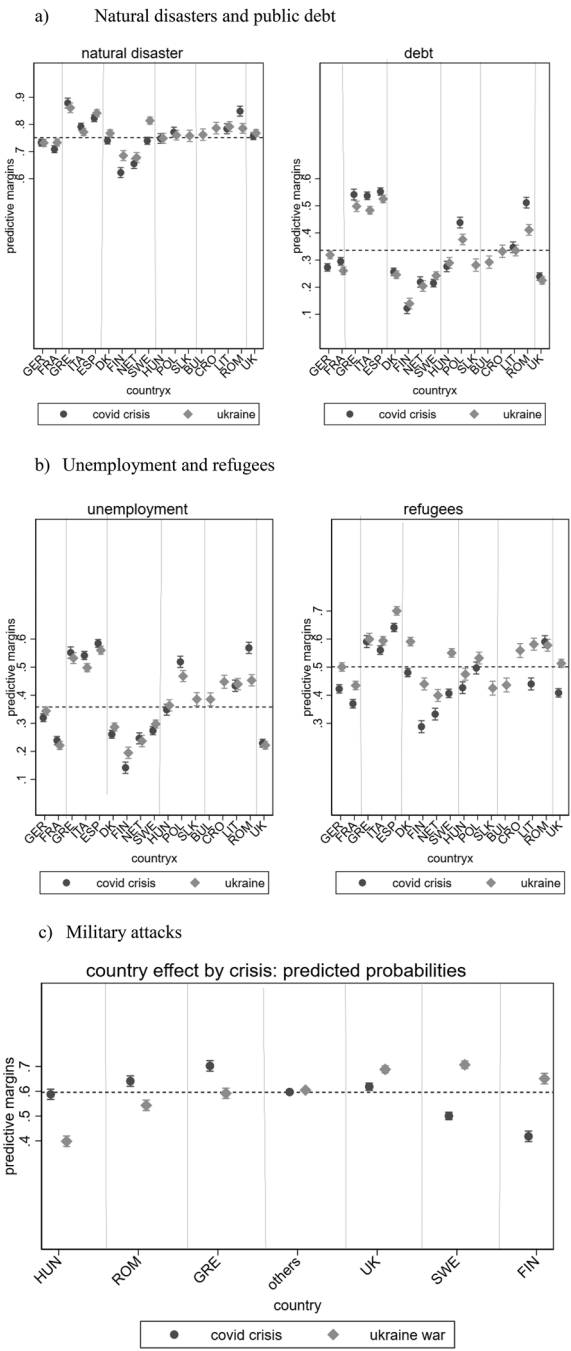 a) Natural disasters and public debt
natural disaster
predictive margins
.9
.8
.7
.6
GER FRA GRE ITA ESP DK FIN NET SWE HUN POL SLK BUL CRO LIT ROM UK
countryx
covid crisis ukraine
debt
predictive margins
.6
.5
.4
.3
.2
.1
GER FRA GRE ITA ESP DK FIN NET SWE HUN POL SLK BUL CRO LIT ROM UK
countryx
covid crisis ukraine
b) Unemployment and refugees
unemployment
predictive margins
.6
.5
.4
.3
.2
.1
GER FRA GRE ITA ESP DK FIN NET SWE HUN POL SLK BUL CRO LIT ROM UK
countryx
covid crisis ukraine
refugees
predictive margins
.7
.6
.5
.4
.3
GER FRA GRE ITA ESP DK FIN NET SWE HUN POL SLK BUL CRO LIT ROM UK
countryx
covid crisis ukraine
c) Military attacks
country effect by crisis: predicted probabilities
predictive margins
.7
.6
.5
.4
HUN ROM GRE others UK SWE FIN
country
covid crisis ukraine war